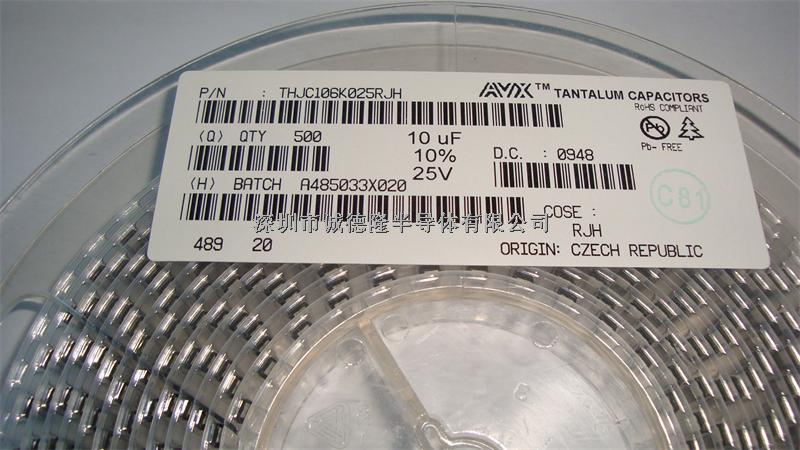 P/N : THJC106K025RJH
AVX™ TANTALUM CAPACITORS
RoHS COMPLIANT
(Q) QTY 500
10 uF
10%
25V
D.C. : 0948
Pb
Pb- FREE
(H) BATCH A485033X020
C81
COSE :
RJH
深圳市诚德隆半导体有限公司
489 20
ORIGIN: CZECH REPUBLIC